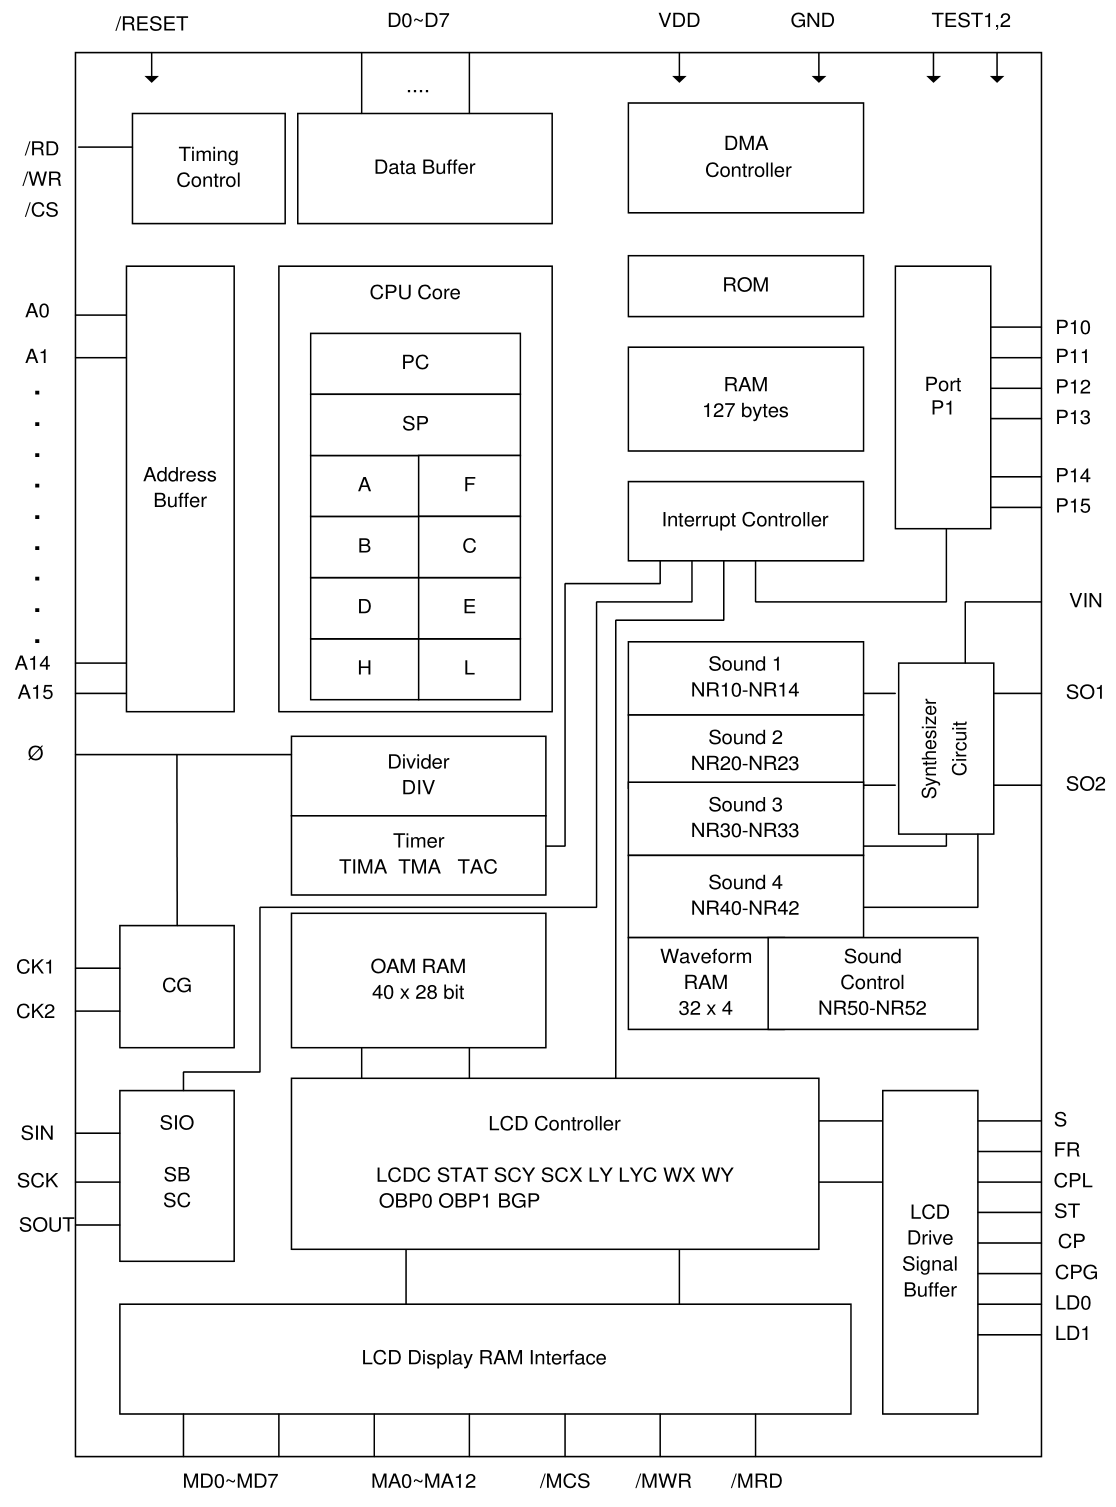 /RESET
D0~D7
VDD
GND
TEST1,2
....
/RD
/WR
/CS
Timing
Control
Data Buffer
DMA
Controller
A0
A1
A14
A15
Address
Buffer
CPU Core
PC
SP
A
F
B
C
D
E
H
L
ROM
RAM
127 bytes
Interrupt Controller
Port
P1
P10
P11
P12
P13
P14
P15
VIN
SO1
SO2
Sound 1
NR10-NR14
Sound 2
NR20-NR23
Sound 3
NR30-NR33
Sound 4
NR40-NR42
Synthesizer
Circuit
Waveform
RAM
32 x 4
Sound
Control
NR50-NR52
Ø
Divider
DIV
Timer
TIMA TMA TAC
CK1
CK2
CG
OAM RAM
40 x 28 bit
SIN
SCK
SOUT
SIO
SB
SC
LCD Controller
LCDC STAT SCY SCX LY LYC WX WY
OBP0 OBP1 BGP
LCD
Drive
Signal
Buffer
S
FR
CPL
ST
CP
CPG
LD0
LD1
LCD Display RAM Interface
MD0~MD7
MA0~MA12
/MCS
/MWR
/MRD